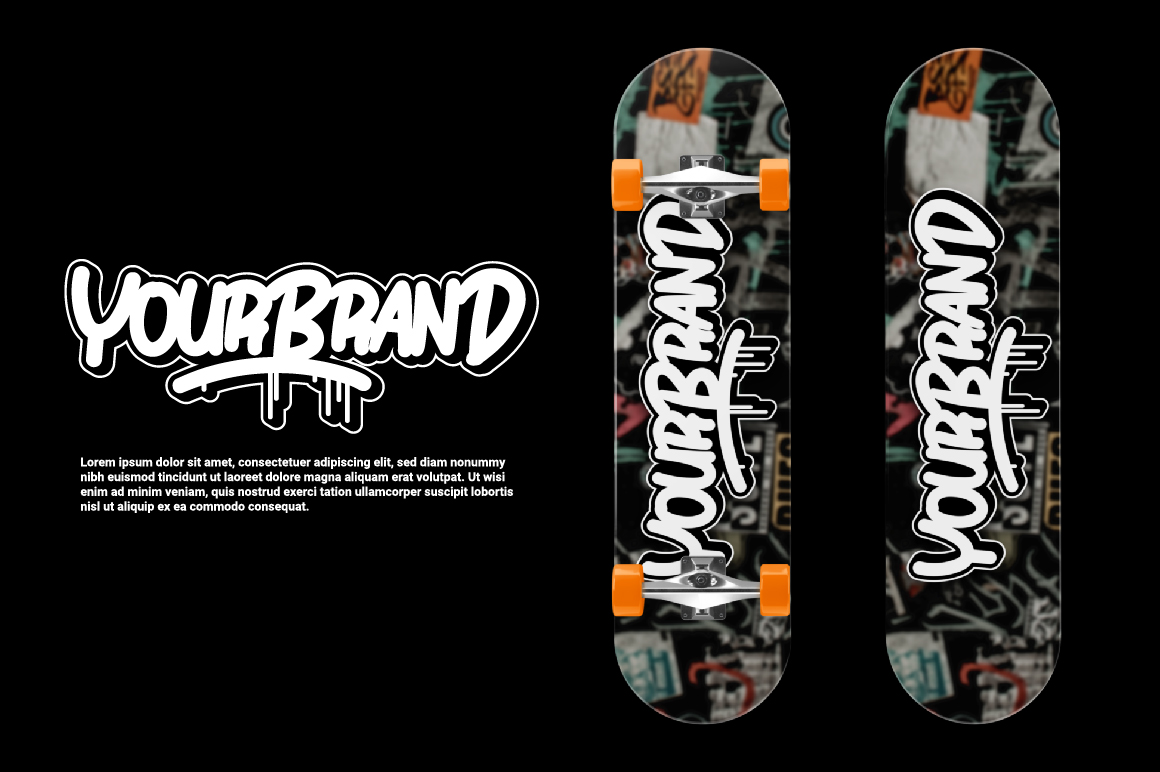 YOURBRAND
Lorem ipsum dolor sit amet, consectetuer adipiscing elit, sed diam nonummy
nibh euismod tincidunt ut laoreet dolore magna aliquam erat volutpat. Ut wisi
enim ad minim veniam, quis nostrud exerci tation ullamcorper suscipit lobortis
nisl ut aliquip ex ea commodo consequat.
YOURBRAND
YOURBRAND